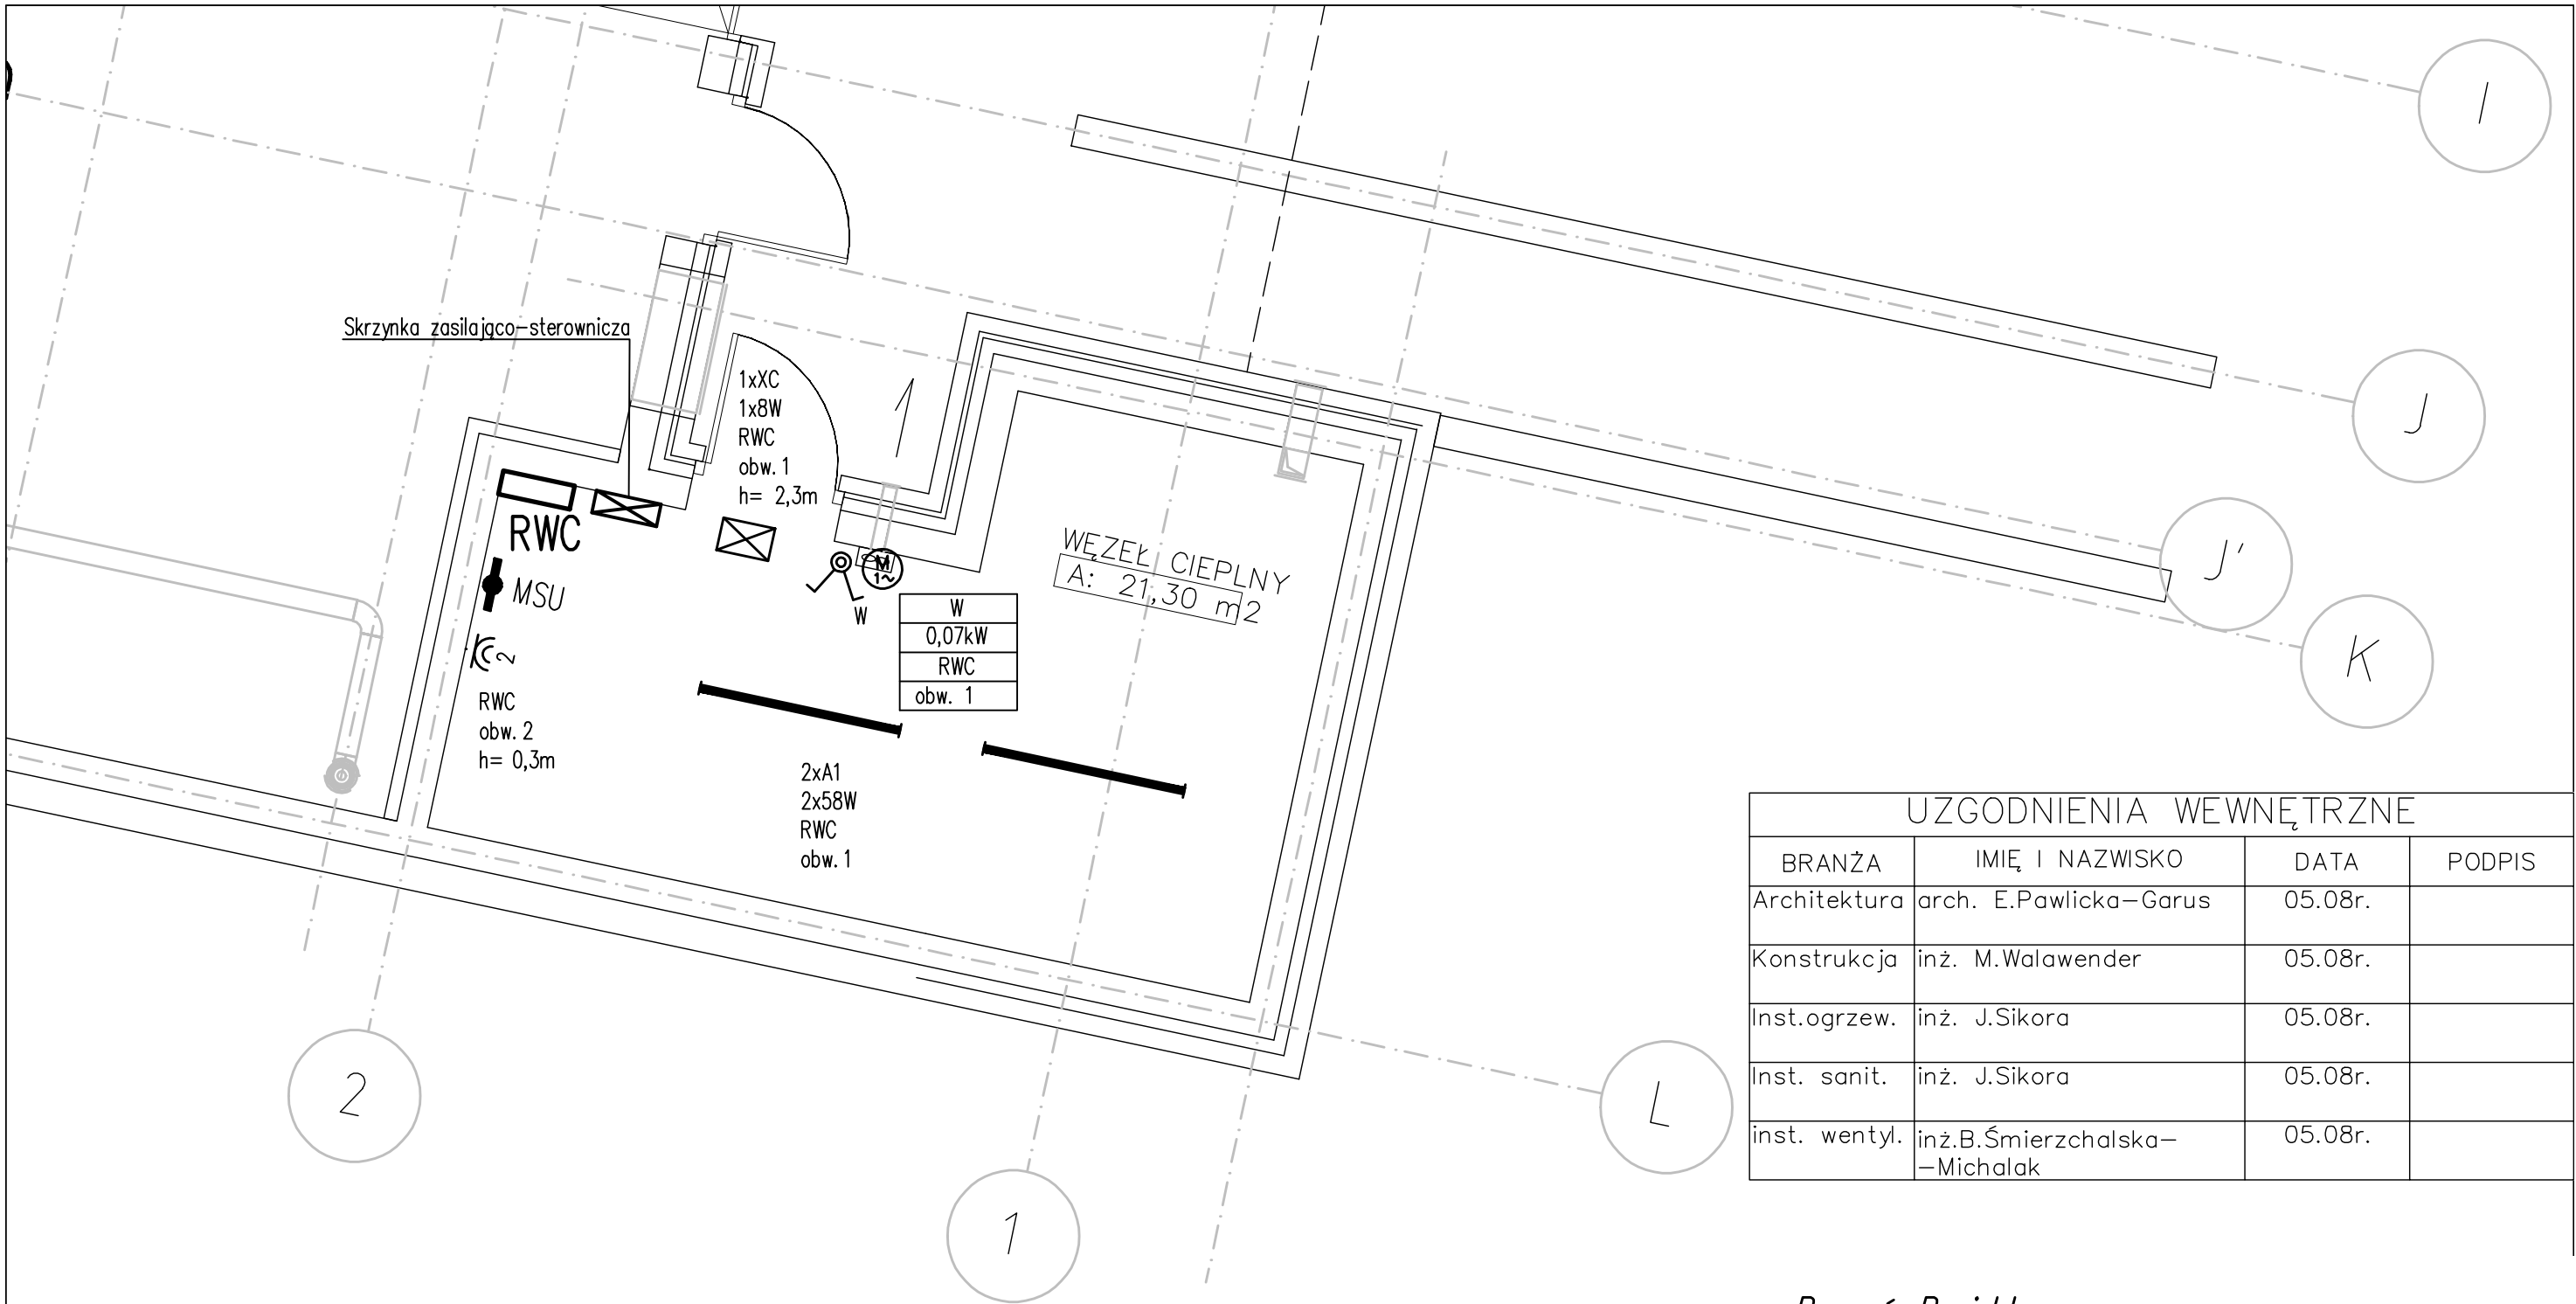 I
J
J'
K
L
2
1
Skrzynka zasilająco-sterownicza
1xXC
1x8W
RWC
obw. 1
h= 2,3m
RWC
MSU
2
RWC
obw. 2
h= 0,3m
M
1~
W
W
0,07kW
RWC
obw. 1
WĘZEŁ CIEPLNY
A: 21,30 m2
2xA1
2x58W
RWC
obw. 1
UZGODNIENIA WEWNĘTRZNE
BRANŻA IMIĘ I NAZWISKO DATA PODPIS
Architektura arch. E.Pawlicka-Garus 05.08r.
Konstrukcja inż. M.Walawender 05.08r.
Inst.ogrzew. inż. J.Sikora 05.08r.
Inst. sanit. inż. J.Sikora 05.08r.
inst. wentyl. inż.B.Śmierzchalska- 05.08r.
-Michalak